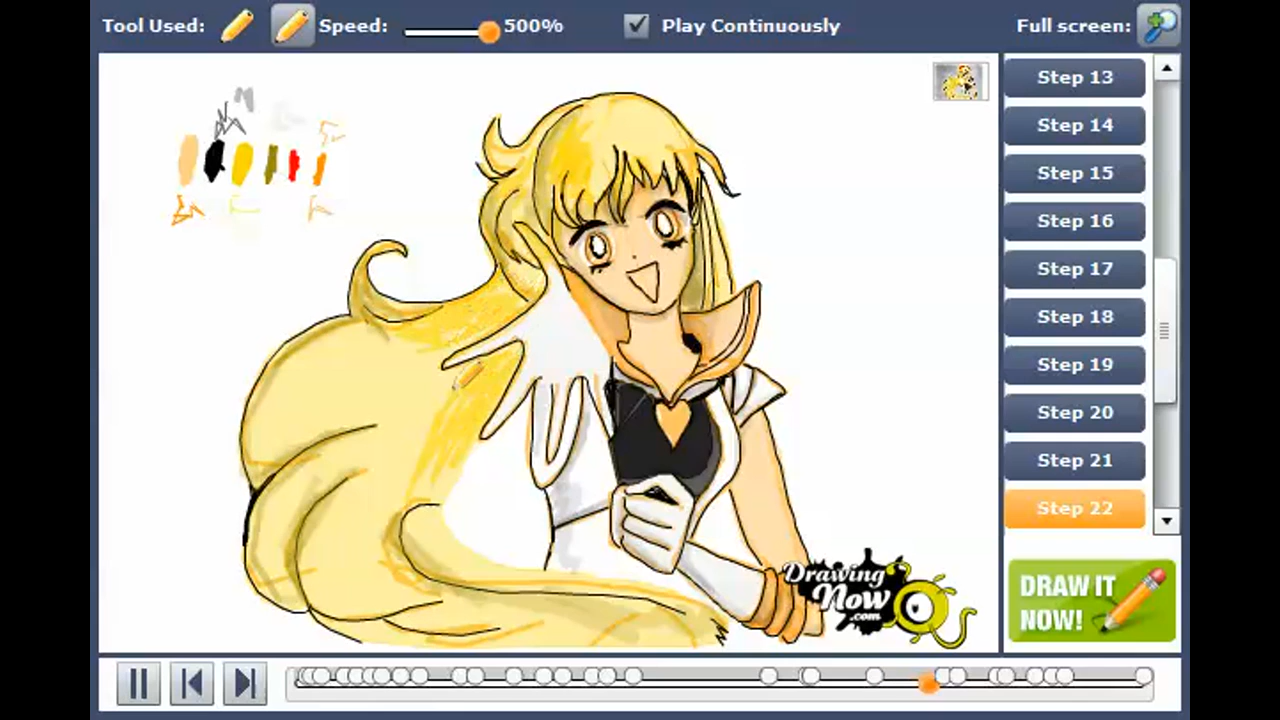 Tool Used:
Speed:
500%
Play Continuously
Full screen:
Step 13
Step 14
Step 15
Step 16
Step 17
Step 18
Step 19
Step 20
Step 21
Step 22
Drawing
Now
.com
DRAW IT
NOW!